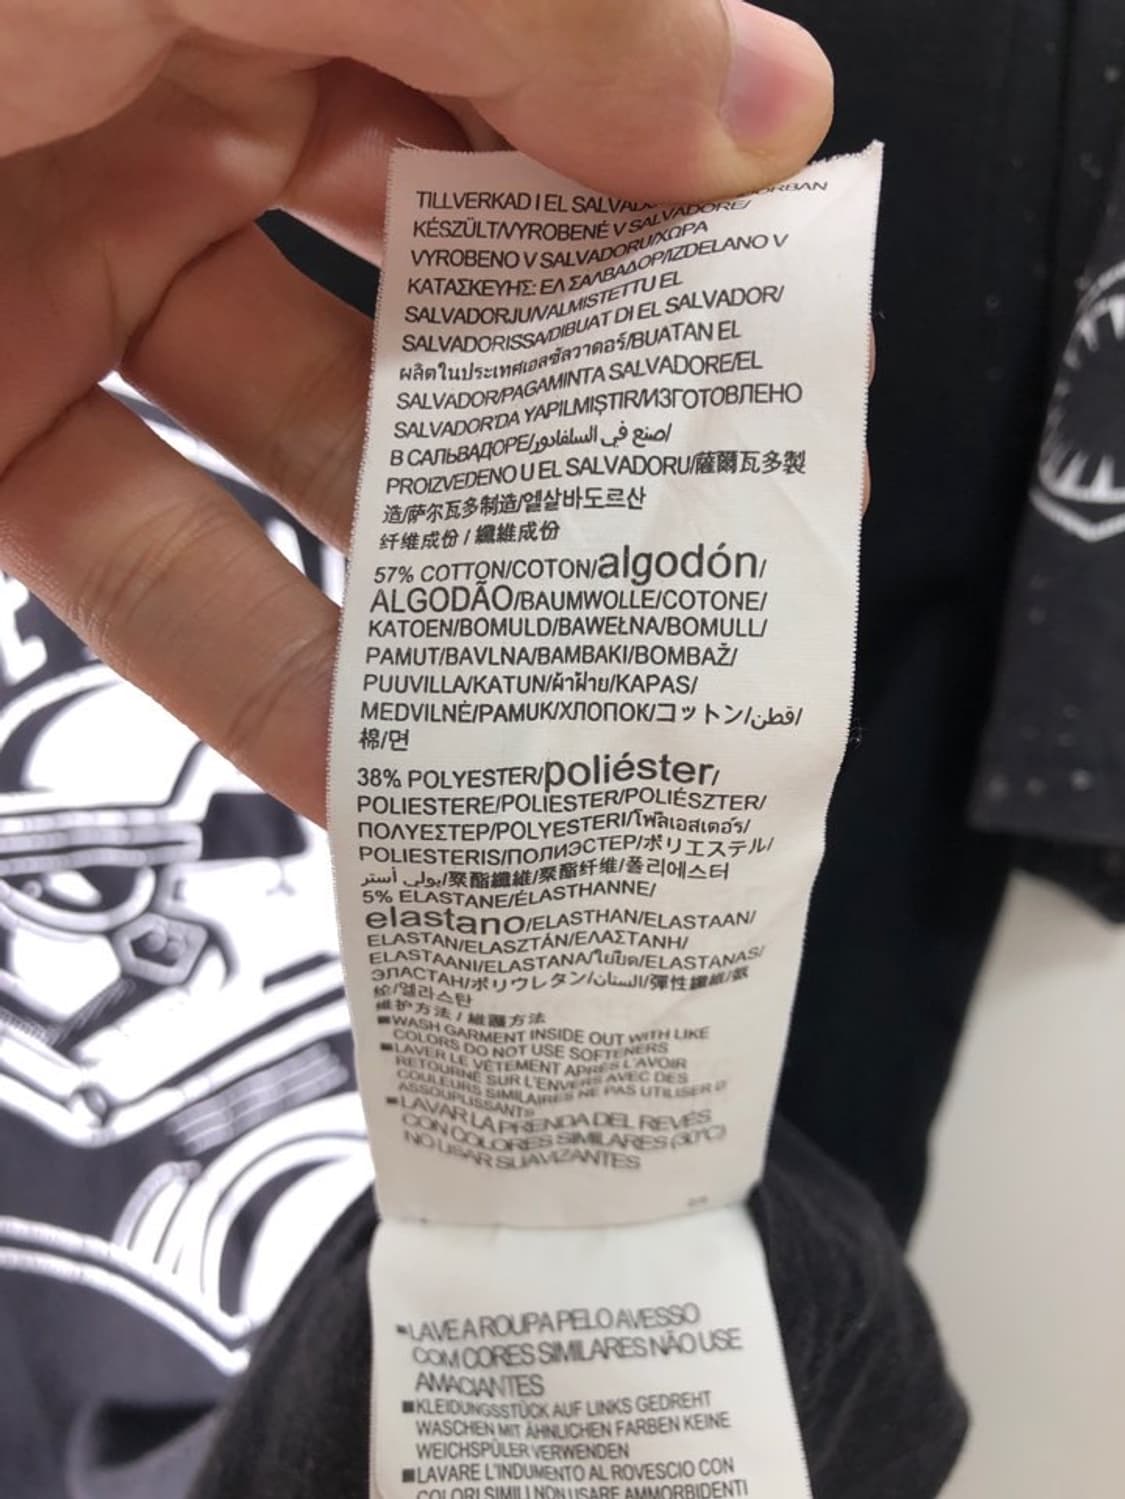 TILLVERKAD I EL SALVAD
KÉSZÜLT/VYROBENÉ V SALVADORE/
VYROBENO V SALVADORU/ΧΩΡΑ
ΚΑΤΑΣΚΕΥΗΣ: ΕΛ ΣΑΛΒΑΔΟΡ/IZDELANO V
SALVADORJU/VALMISTETTU EL
SALVADORISSA/DIBUAT DI EL SALVADOR/
ผลิตในประเทศเอลซัลวาดอร์/BUATAN EL
SALVADOR/PAGAMINTA SALVADORE/EL
SALVADOR'DA YAPILMIŞTIR/ИЗГОТОВЛЕНО
В САЛЬВАДОРЕ/صنع في السلفادور/
PROIZVEDENO U EL SALVADORU/薩爾瓦多製
造/萨尔瓦多制造/엘살바도르산
纤维成份 / 纖維成份
57% COTTON/COTON/algodón/
ALGODÃO/BAUMWOLLE/COTONE/
KATOEN/BOMULD/BAWEŁNA/BOMULL/
PAMUT/BAVLNA/BAMBAKI/BOMBAŽ/
PUUVILLA/KATUN/ผ้าฝ้าย/KAPAS/
MEDVILNĖ/PAMUK/ХЛОПОК/コットン/قطن/
棉/면
38% POLYESTER/poliéster/
POLIESTERE/POLIESTER/POLIÉSZTER/
ΠΟΛΥΕΣΤΕΡ/POLYESTERI/โพลิเอสเตอร์/
POLIESTERIS/ПОЛИЭСТЕР/ポリエステル/
بولي أستر/聚酯纖維/聚酯纤维/폴리에스터
5% ELASTANE/ÉLASTHANNE/
elastano/ELASTHAN/ELASTAAN/
ELASTAN/ELASZTÁN/ΕΛΑΣΤΑΝΗ/
ELASTAANI/ELASTANA/ใยยืด/ELASTANAS/
ЭЛАСТАН/ポリウレタン/الستان/彈性纖維/氨
纶/엘라스탄
维护方法 / 維護方法
■WASH GARMENT INSIDE OUT WITH LIKE
COLORS DO NOT USE SOFTENERS
■LAVER LE VÊTEMENT APRÈS L'AVOIR
RETOURNÉ SUR L'ENVERS AVEC DES
COULEURS SIMILAIRES NE PAS UTILISER D'
ASSOUPLISSANTS
■LAVAR LA PRENDA DEL REVÉS
CON COLORES SIMILARES (30°C)
NO USAR SUAVIZANTES
■LAVE A ROUPA PELO AVESSO
COM CORES SIMILARES NÃO USE
AMACIANTES
■KLEIDUNGSSTÜCK AUF LINKS GEDREHT
WASCHEN MIT ÄHNLICHEN FARBEN KEINE
WEICHSPÜLER VERWENDEN
■LAVARE L'INDUMENTO AL ROVESCIO CON
COLORI SIMILI NON USARE AMMORBIDENTI